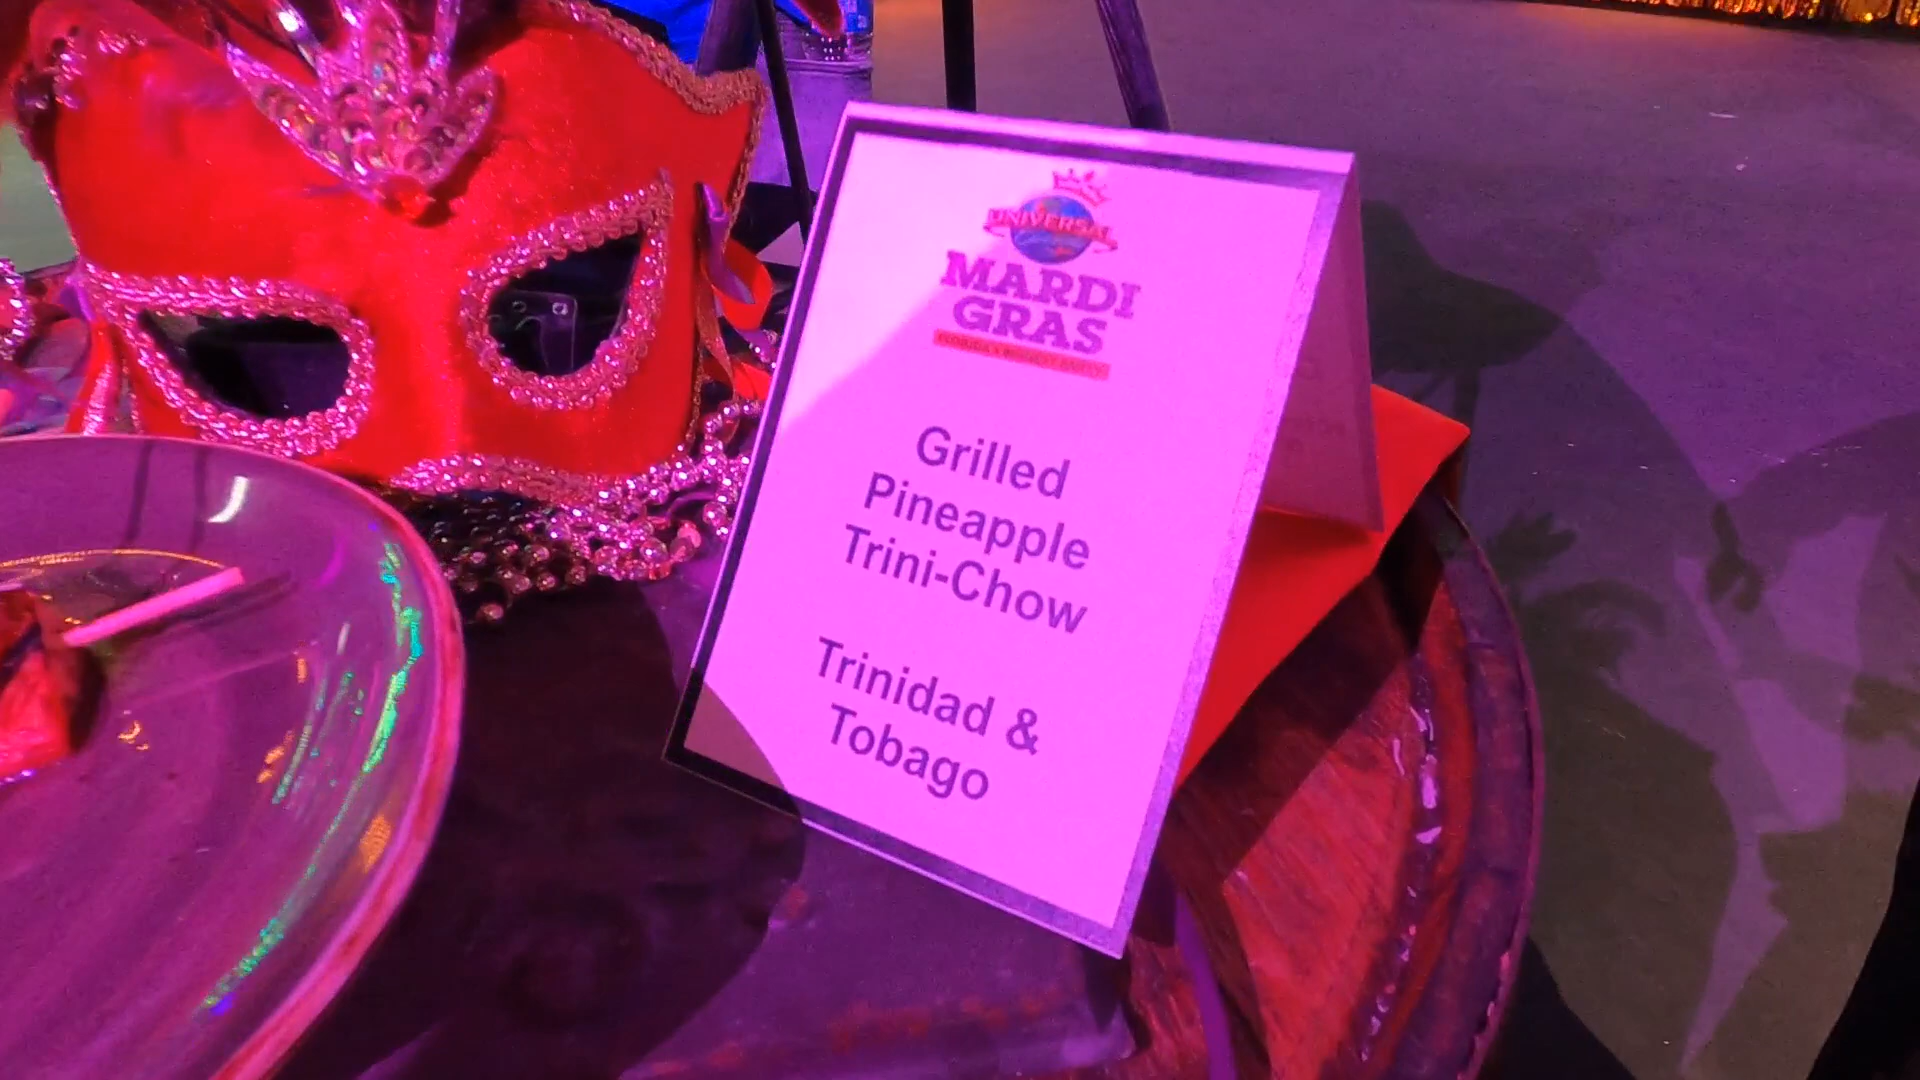 UNIVERSAL
MARDI
GRAS
Grilled
Pineapple
Trini-Chow
Trinidad &
Tobago